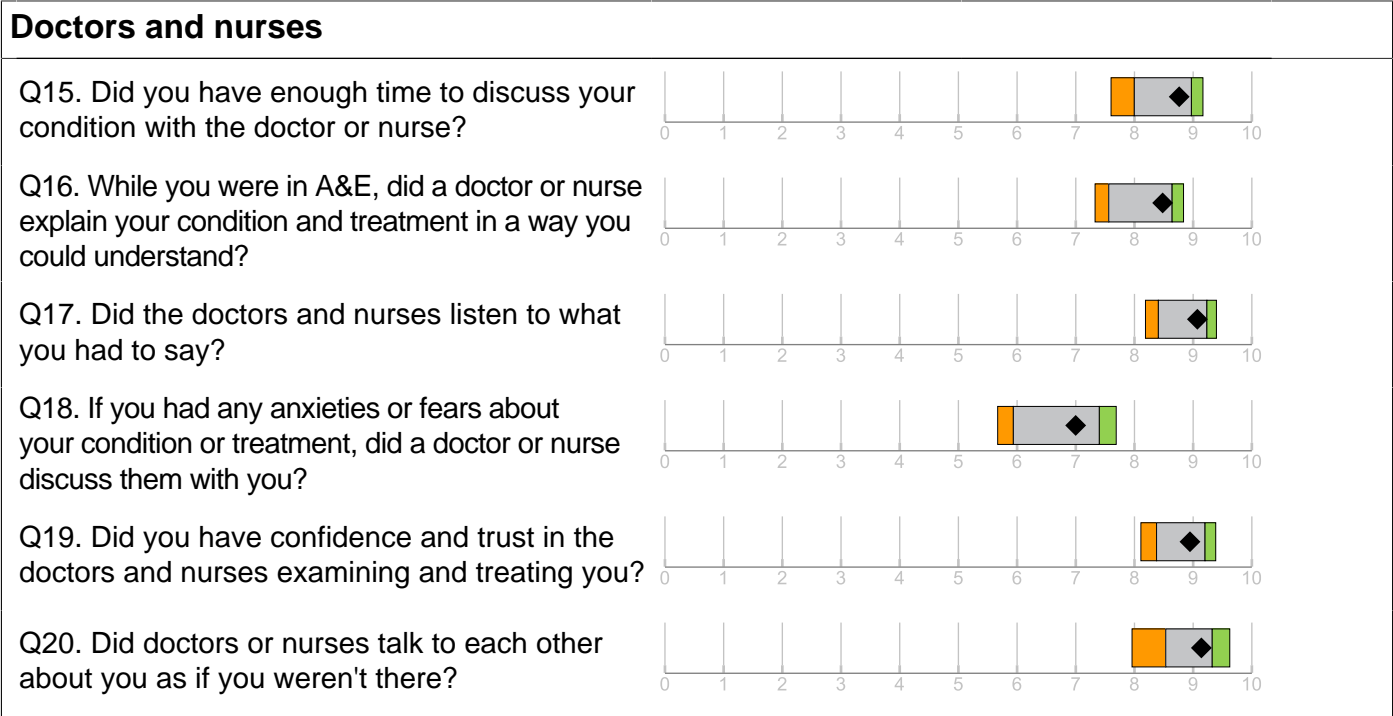 Doctors and nurses
Q15. Did you have enough time to discuss your
condition with the doctor or nurse?
0 1 2 3 4 5 6 7 8 9 10
Q16. While you were in A&E, did a doctor or nurse
explain your condition and treatment in a way you
could understand?
0 1 2 3 4 5 6 7 8 9 10
Q17. Did the doctors and nurses listen to what
you had to say?
0 1 2 3 4 5 6 7 8 9 10
Q18. If you had any anxieties or fears about
your condition or treatment, did a doctor or nurse
discuss them with you?
0 1 2 3 4 5 6 7 8 9 10
Q19. Did you have confidence and trust in the
doctors and nurses examining and treating you?
0 1 2 3 4 5 6 7 8 9 10
Q20. Did doctors or nurses talk to each other
about you as if you weren't there?
0 1 2 3 4 5 6 7 8 9 10